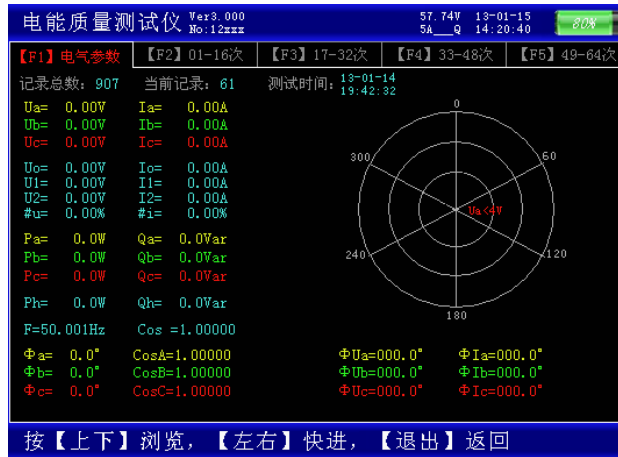 电能质量测试仪 Ver3.000 No:12xxx 57.74V 13-01-15 5A__Q 14:20:40 80%
【F1】电气参数 【F2】01-16次 【F3】17-32次 【F4】33-48次 【F5】49-64次
记录总数: 907 当前记录: 61 测试时间: 13-01-14 19:42:32
Ua= 0.00V Ia= 0.00A
Ub= 0.00V Ib= 0.00A
Uc= 0.00V Ic= 0.00A
Uo= 0.00V Io= 0.00A
U1= 0.00V I1= 0.00A
U2= 0.00V I2= 0.00A
#u= 0.00% #i= 0.00%
Pa= 0.0W Qa= 0.0Var
Pb= 0.0W Qb= 0.0Var
Pc= 0.0W Qc= 0.0Var
Ph= 0.0W Qh= 0.0Var
F=50.001Hz Cos =1.00000
Φa= 0.0° CosA=1.00000
Φb= 0.0° CosB=1.00000
Φc= 0.0° CosC=1.00000
0
300 60
Ua<4V
240 120
180
ΦUa=000.0° ΦIa=000.0°
ΦUb=000.0° ΦIb=000.0°
ΦUc=000.0° ΦIc=000.0°
按【上下】浏览，【左右】快进，【退出】返回